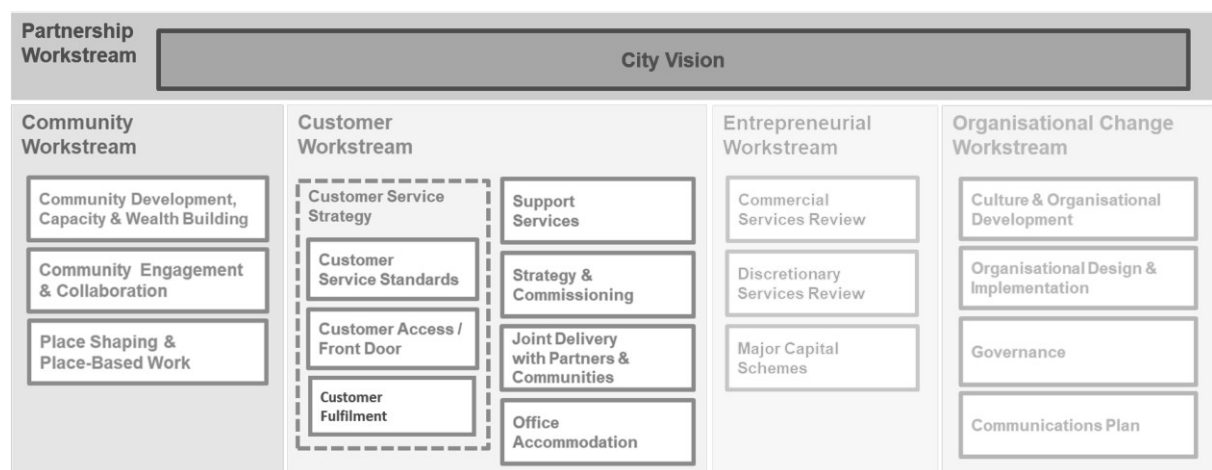 Partnership
Workstream
City Vision
Community
Workstream
Community Development,
Capacity & Wealth Building
Community Engagement
& Collaboration
Place Shaping &
Place-Based Work
Customer
Workstream
Customer Service
Strategy
Customer
Service Standards
Customer Access /
Front Door
Customer
Fulfilment
Support
Services
Strategy &
Commissioning
Joint Delivery
with Partners &
Communities
Office
Accommodation
Entrepreneurial
Workstream
Commercial
Services Review
Discretionary
Services Review
Major Capital
Schemes
Organisational Change
Workstream
Culture & Organisational
Development
Organisational Design &
Implementation
Governance
Communications Plan